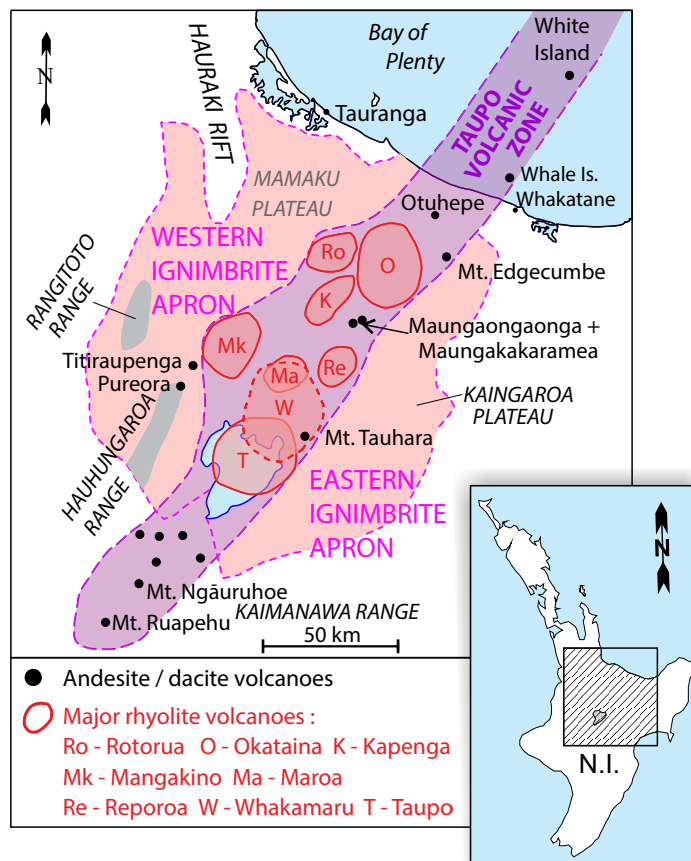 White
Island
Bay of
Plenty
N
HAURAKI RIFT
Tauranga
TAUPO
VOLCANIC
ZONE
MAMAKU
PLATEAU
Whale Is.
Whakatane
Otuhepe
WESTERN
IGNIMBRITE
APRON
Ro
O
Mt. Edgecumbe
RANGITOTO
RANGE
K
Maungaongaonga +
Maungakakaramea
Mk
Titiraupenga
Pureora
Ma
Re
KAINGAROA
PLATEAU
W
Mt. Tauhara
HAUHUNGAROA
RANGE
T
EASTERN
IGNIMBRITE
APRON
Mt. Ngāuruhoe
KAIMANAWA RANGE
Mt. Ruapehu
50 km
N
N.I.
Andesite / dacite volcanoes
Major rhyolite volcanoes :
Ro - Rotorua O - Okataina K - Kapenga
Mk - Mangakino Ma - Maroa
Re - Reporoa W - Whakamaru T - Taupo